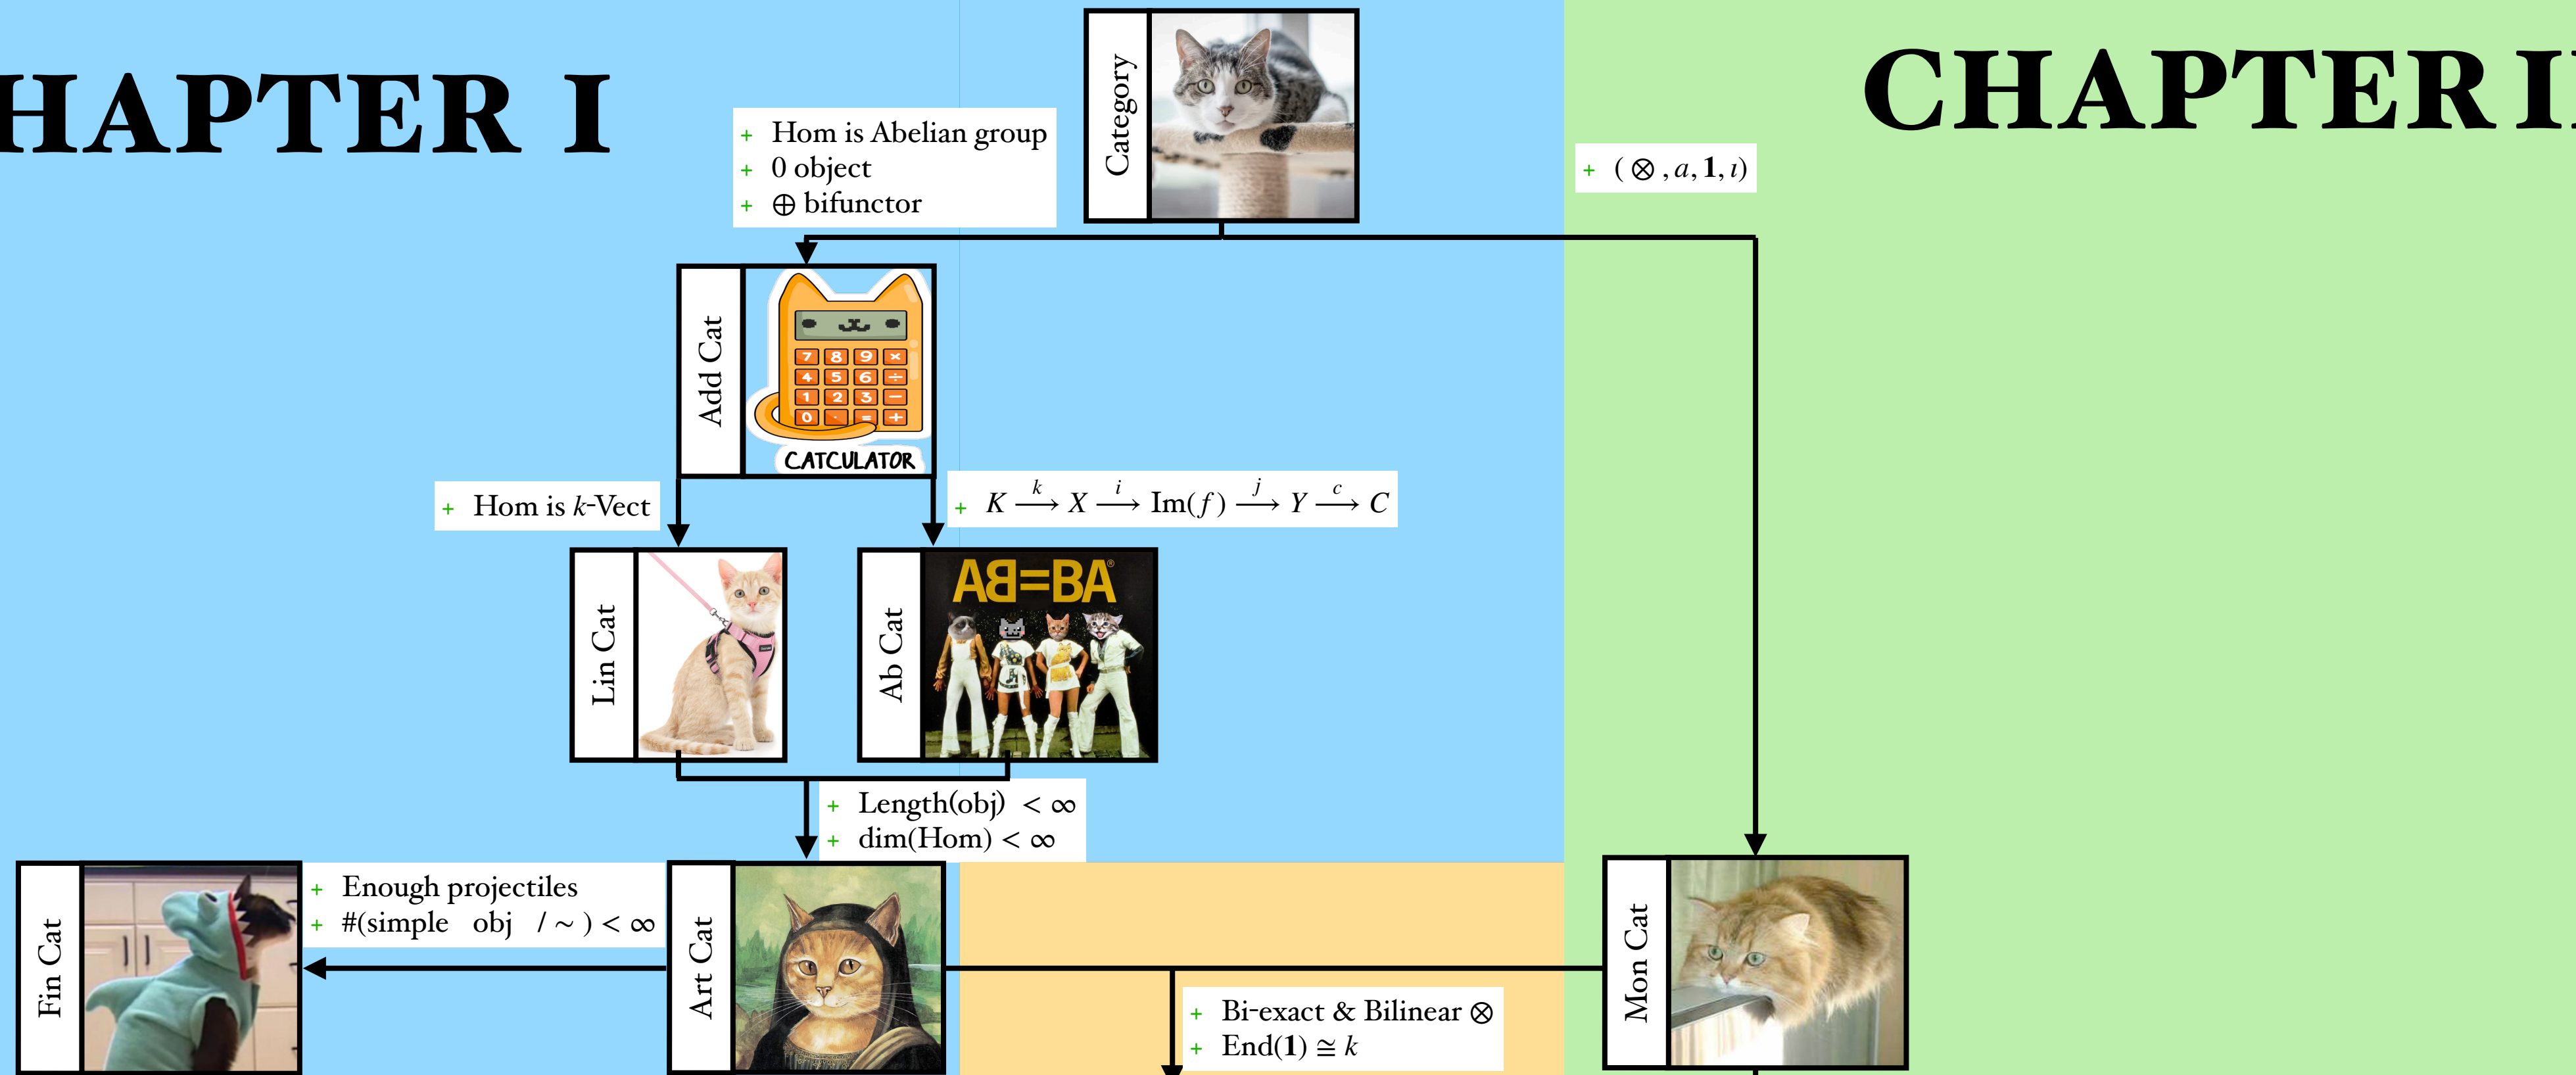 HAPTER I
CHAPTER I
Category
+ Hom is Abelian group
+ 0 object
+ ⊕ bifunctor
+ (⊗, a, 1, ι)
Add Cat
7 8 9 ×
4 5 6 ÷
1 2 3 −
0 · = +
CATCULATOR
+ Hom is k-Vect
+ K →k X →i Im(f) →j Y →c C
Lin Cat
Ab Cat
AB=BA®
+ Length(obj) < ∞
+ dim(Hom) < ∞
Fin Cat
+ Enough projectiles
+ #(simple obj / ~ ) < ∞
Art Cat
Mon Cat
+ Bi-exact & Bilinear ⊗
+ End(1) ≅ k